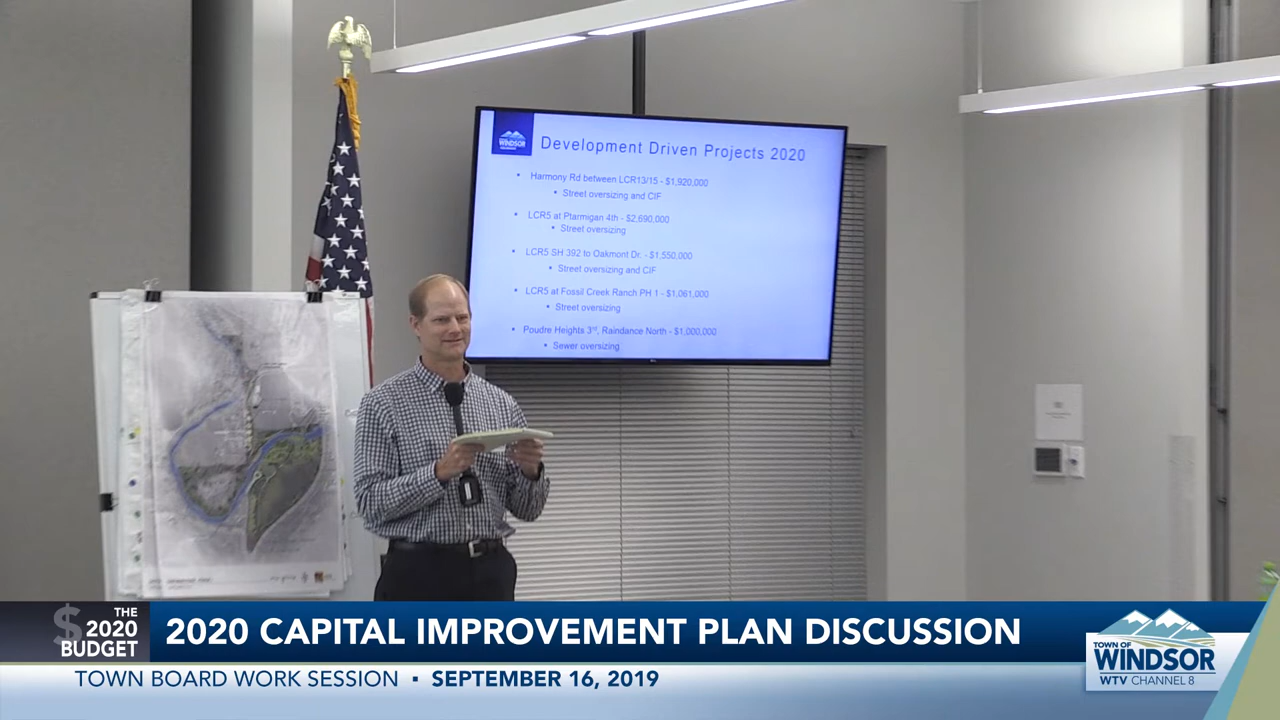 WINDSOR
Development Driven Projects 2020
• Harmony Rd between LCR13/15 - $1,920,000
• Street oversizing and CIF
• LCR5 at Ptarmigan 4th - $2,690,000
• Street oversizing
• LCR5 SH 392 to Oakmont Dr. - $1,550,000
• Street oversizing and CIF
• LCR5 at Fossil Creek Ranch PH 1 - $1,061,000
• Street oversizing
• Poudre Heights 3rd, Raindance North - $1,000,000
• Sewer oversizing
$ THE
2020
BUDGET
2020 CAPITAL IMPROVEMENT PLAN DISCUSSION
TOWN BOARD WORK SESSION ▪ SEPTEMBER 16, 2019
TOWN OF
WINDSOR
WTV CHANNEL 8